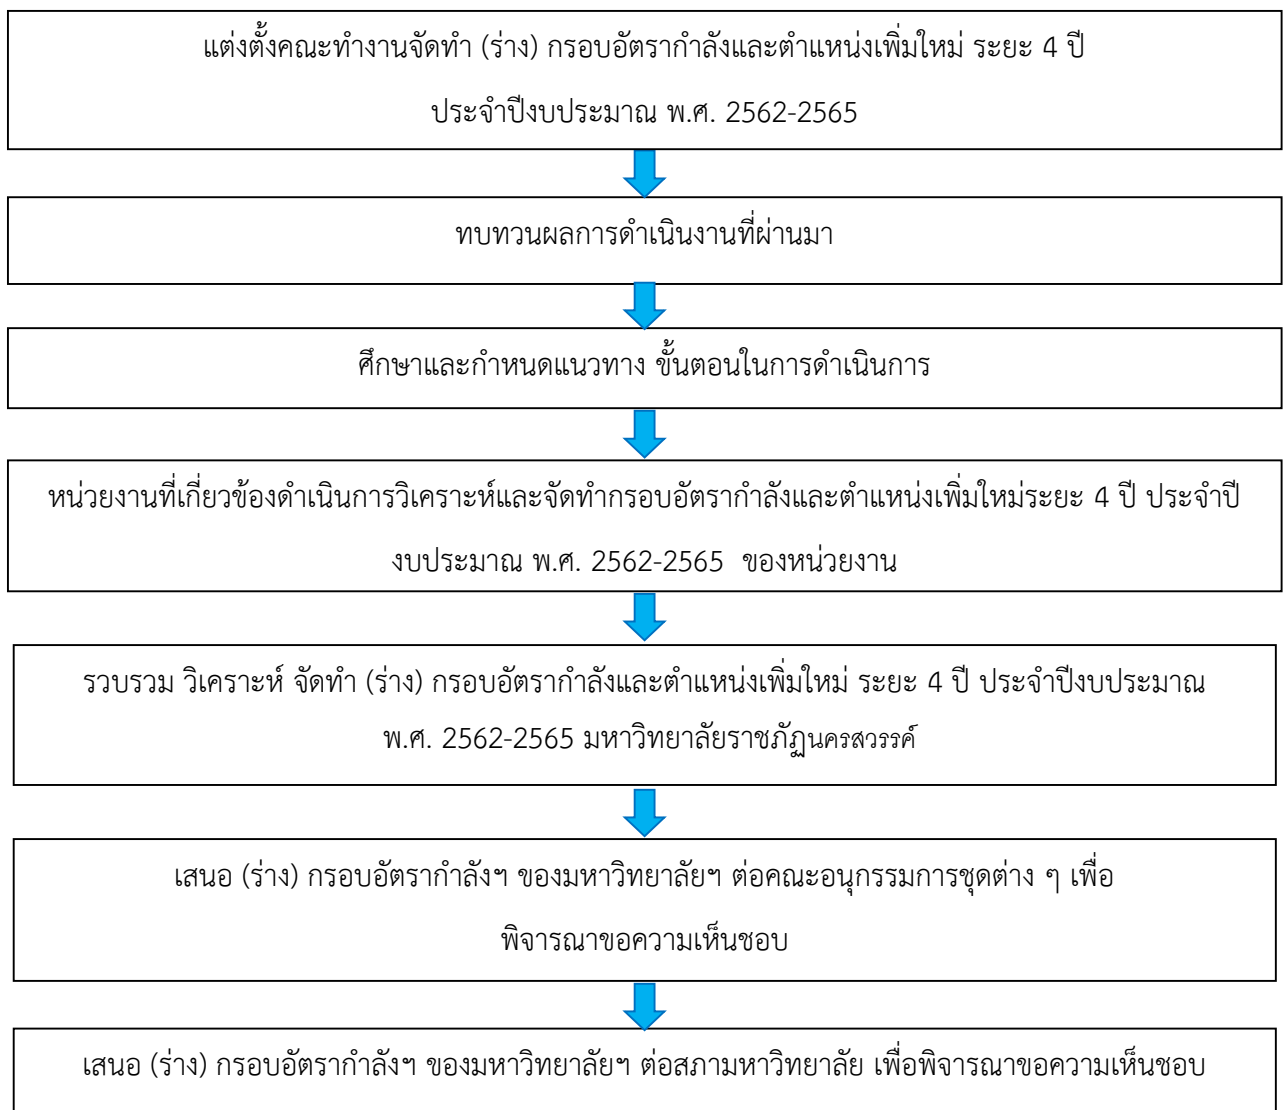 แต่งตั้งคณะทำงานจัดทำ (ร่าง) กรอบอัตรากำลังและตำแหน่งเพิ่มใหม่ ระยะ 4 ปี
ประจำปีงบประมาณ พ.ศ. 2562-2565
ทบทวนผลการดำเนินงานที่ผ่านมา
ศึกษาและกำหนดแนวทาง ขั้นตอนในการดำเนินการ
หน่วยงานที่เกี่ยวข้องดำเนินการวิเคราะห์และจัดทำกรอบอัตรากำลังและตำแหน่งเพิ่มใหม่ระยะ 4 ปี ประจำปี
งบประมาณ พ.ศ. 2562-2565 ของหน่วยงาน
รวบรวม วิเคราะห์ จัดทำ (ร่าง) กรอบอัตรากำลังและตำแหน่งเพิ่มใหม่ ระยะ 4 ปี ประจำปีงบประมาณ
พ.ศ. 2562-2565 มหาวิทยาลัยราชภัฏนครสวรรค์
เสนอ (ร่าง) กรอบอัตรากำลังฯ ของมหาวิทยาลัยฯ ต่อคณะอนุกรรมการชุดต่าง ๆ เพื่อ
พิจารณาขอความเห็นชอบ
เสนอ (ร่าง) กรอบอัตรากำลังฯ ของมหาวิทยาลัยฯ ต่อสภามหาวิทยาลัย เพื่อพิจารณาขอความเห็นชอบ